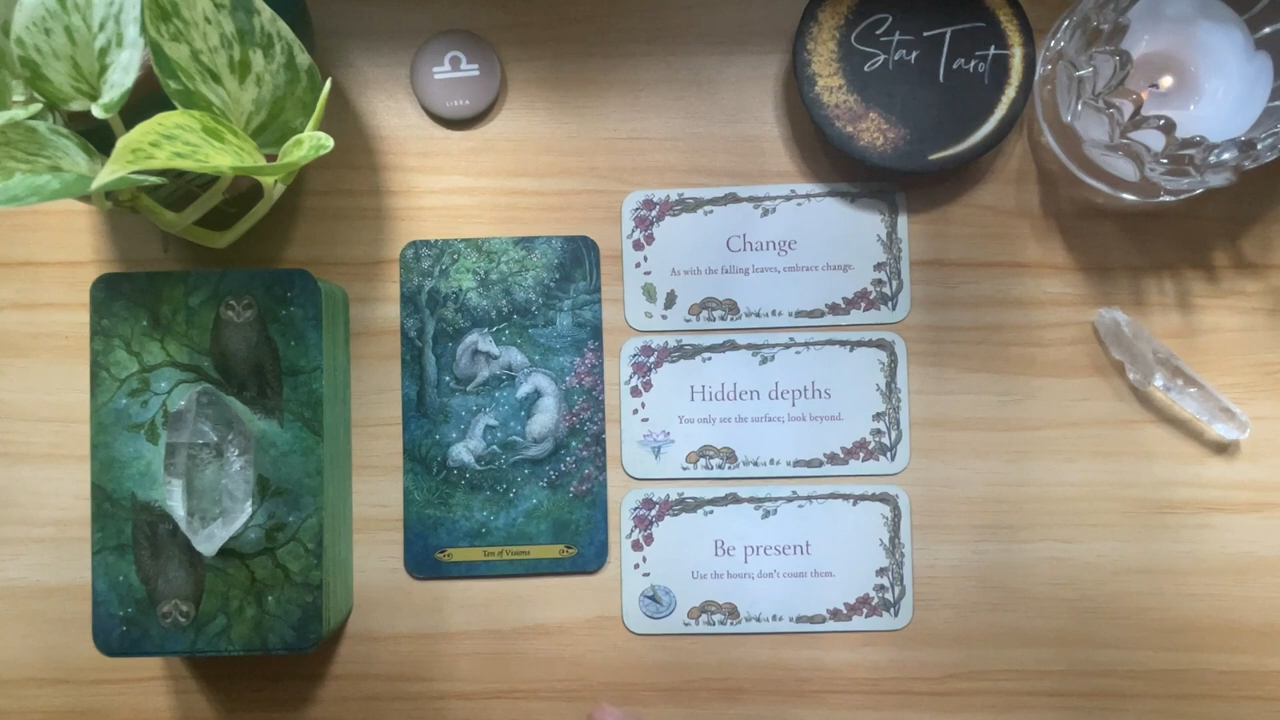 LIBRA
Star Tarot
Change
As with the falling leaves, embrace change.
Hidden depths
You only see the surface; look beyond.
Be present
Use the hours; don't count them.
Ten of Visions